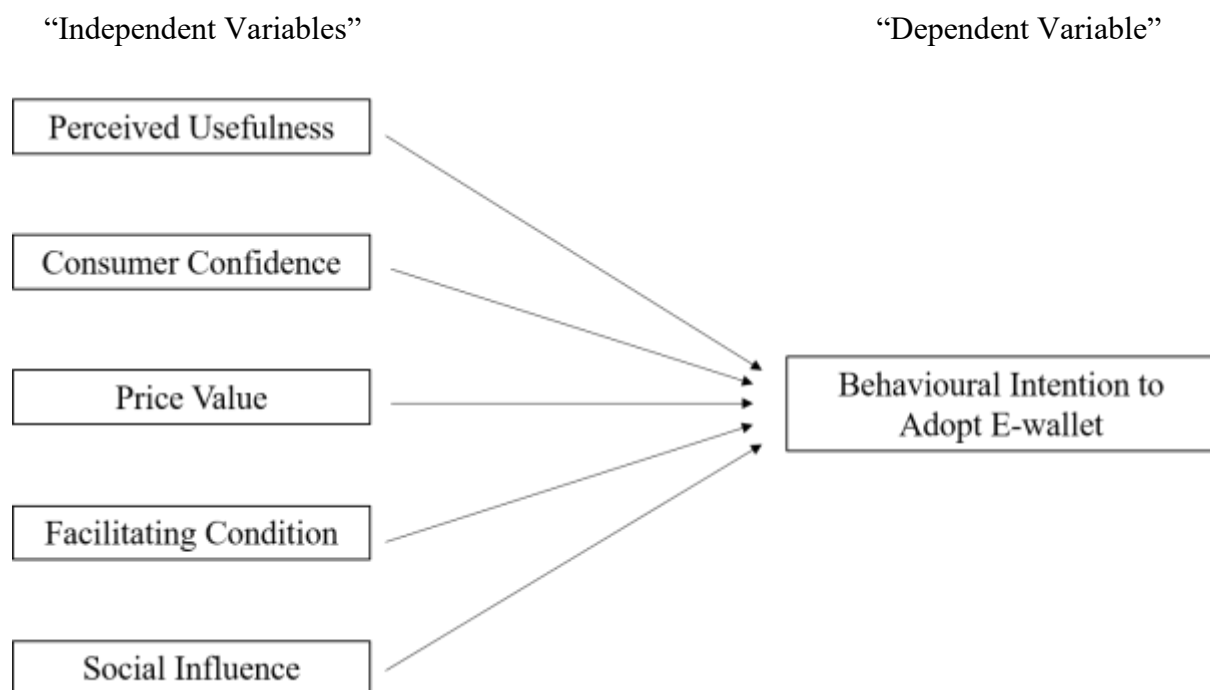 “Independent Variables”
“Dependent Variable”
Perceived Usefulness
Consumer Confidence
Price Value
Behavioural Intention to
Adopt E-wallet
Facilitating Condition
Social Influence